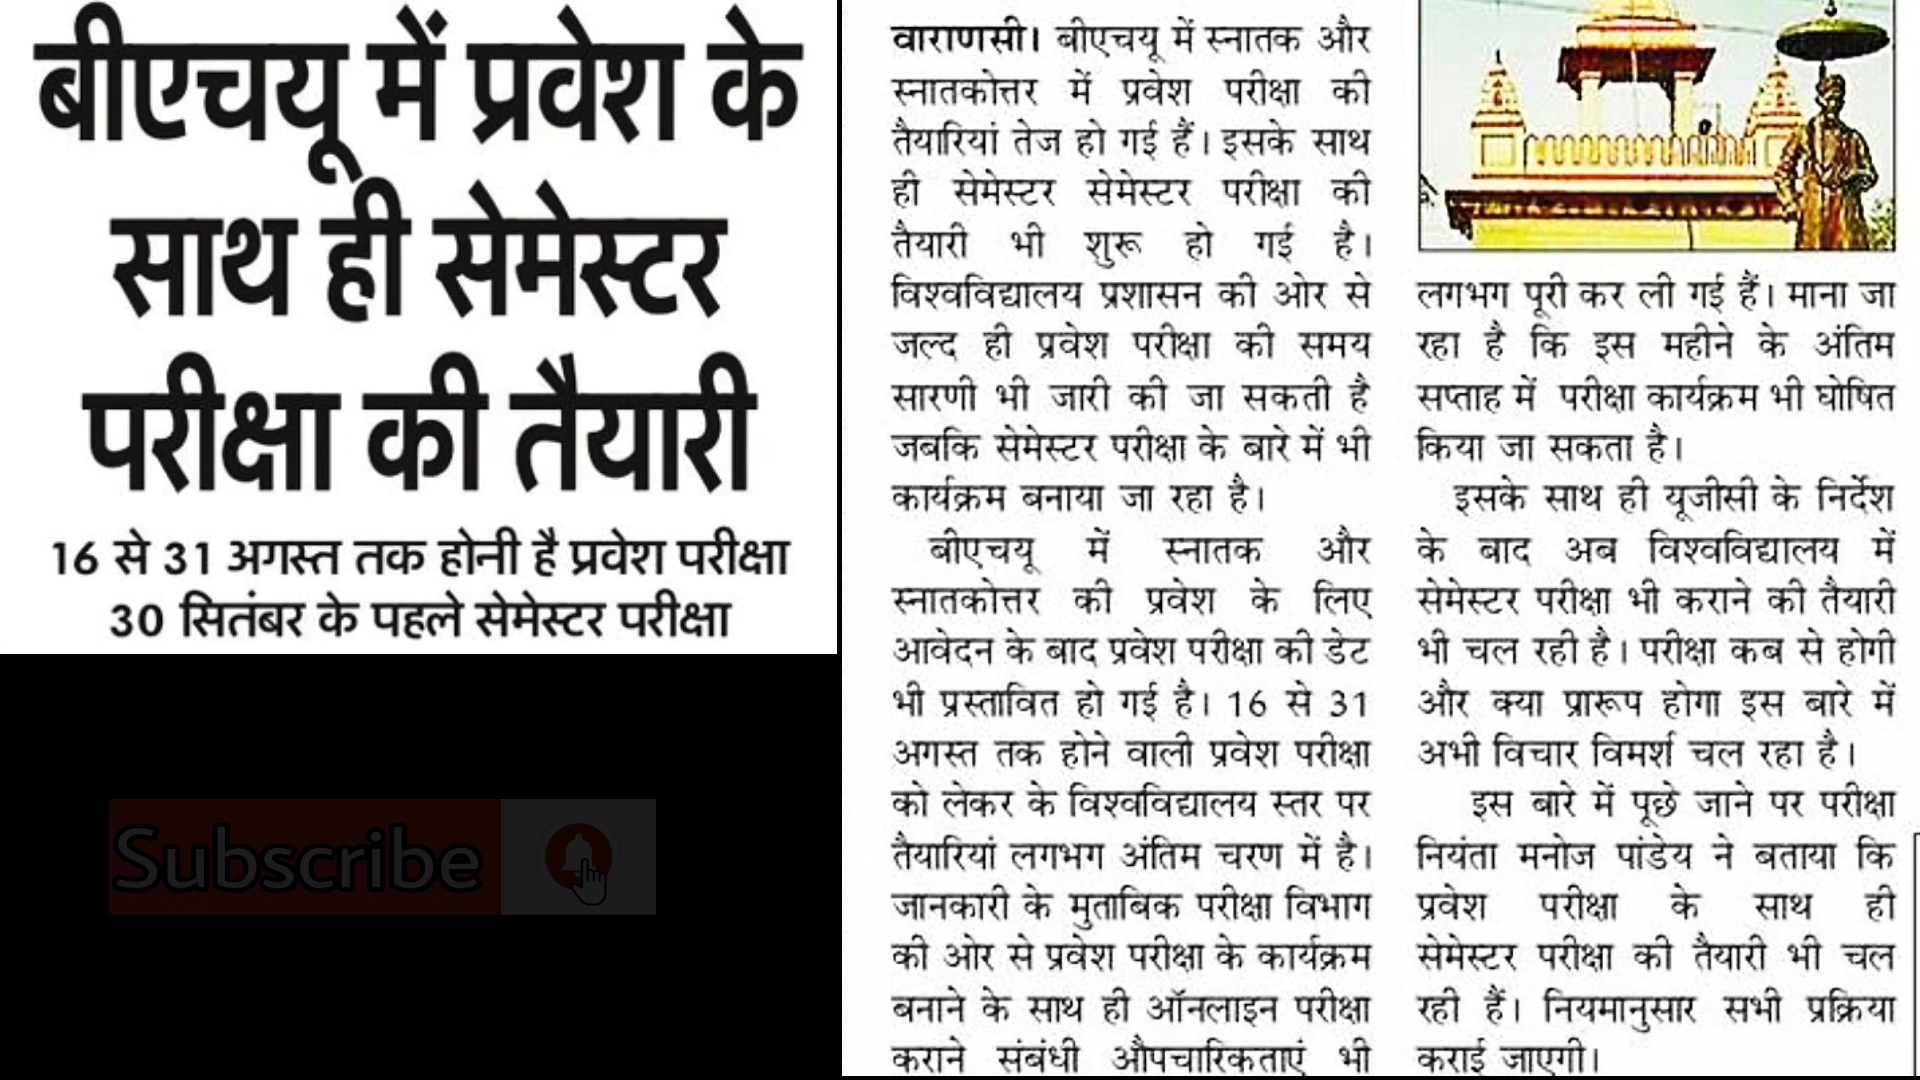 बीएचयू में प्रवेश के
साथ ही सेमेस्टर
परीक्षा की तैयारी
16 से 31 अगस्त तक होनी है प्रवेश परीक्षा
30 सितंबर के पहले सेमेस्टर परीक्षा
Subscribe
वाराणसी। बीएचयू में स्नातक और
स्नातकोत्तर में प्रवेश परीक्षा की
तैयारियां तेज हो गई हैं। इसके साथ
ही सेमेस्टर सेमेस्टर परीक्षा की
तैयारी भी शुरू हो गई है।
विश्वविद्यालय प्रशासन की ओर से
जल्द ही प्रवेश परीक्षा की समय
सारणी भी जारी की जा सकती है
जबकि सेमेस्टर परीक्षा के बारे में भी
कार्यक्रम बनाया जा रहा है।
बीएचयू में स्नातक और
स्नातकोत्तर की प्रवेश के लिए
आवेदन के बाद प्रवेश परीक्षा की डेट
भी प्रस्तावित हो गई है। 16 से 31
अगस्त तक होने वाली प्रवेश परीक्षा
को लेकर के विश्वविद्यालय स्तर पर
तैयारियां लगभग अंतिम चरण में है।
जानकारी के मुताबिक परीक्षा विभाग
की ओर से प्रवेश परीक्षा के कार्यक्रम
बनाने के साथ ही ऑनलाइन परीक्षा
कराने संबंधी औपचारिकताएं भी
लगभग पूरी कर ली गई हैं। माना जा
रहा है कि इस महीने के अंतिम
सप्ताह में परीक्षा कार्यक्रम भी घोषित
किया जा सकता है।
इसके साथ ही यूजीसी के निर्देश
के बाद अब विश्वविद्यालय में
सेमेस्टर परीक्षा भी कराने की तैयारी
भी चल रही है। परीक्षा कब से होगी
और क्या प्रारूप होगा इस बारे में
अभी विचार विमर्श चल रहा है।
इस बारे में पूछे जाने पर परीक्षा
नियंता मनोज पांडेय ने बताया कि
प्रवेश परीक्षा के साथ ही
सेमेस्टर परीक्षा की तैयारी भी चल
रही हैं। नियमानुसार सभी प्रक्रिया
कराई जाएगी।